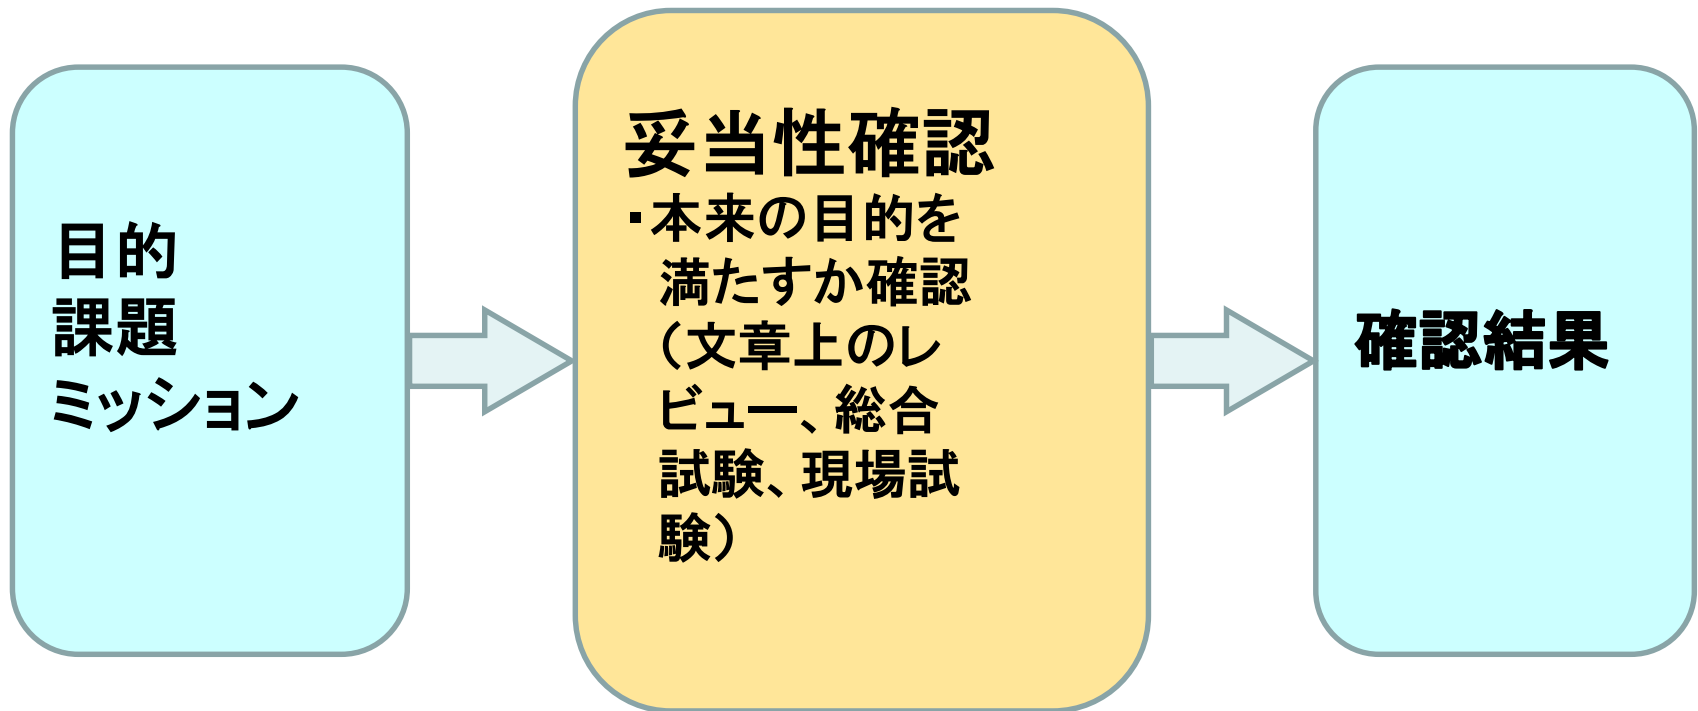 目的
課題
ミッション
妥当性確認
・本来の目的を
満たすか確認
（文章上のレ
ビュー、総合
試験、現場試
験）
確認結果